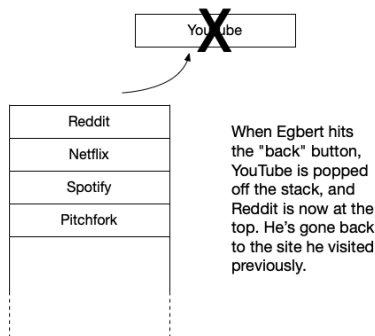 YouTube
Reddit
Netflix
Spotify
Pitchfork
When Egbert hits
the "back" button,
YouTube is popped
off the stack, and
Reddit is now at the
top. He's gone back
to the site he visited
previously.